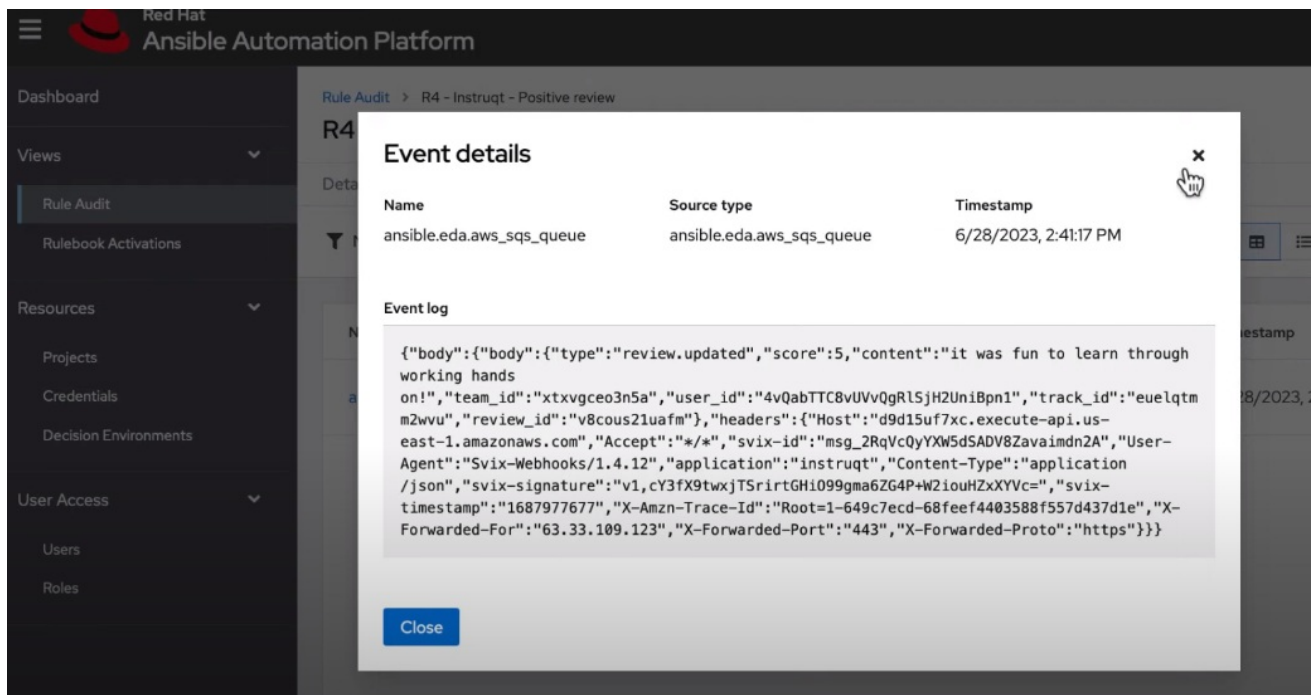 Red Hat
Ansible Automation Platform
Dashboard
Views
Rule Audit
Rulebook Activations
Resources
Projects
Credentials
Decision Environments
User Access
Users
Roles
Rule Audit > R4 - Instruqt - Positive review
R4
Event details
Name Source type Timestamp
ansible.eda.aws_sqs_queue ansible.eda.aws_sqs_queue 6/28/2023, 2:41:17 PM
Event log
{"body":{"body":{"type":"review.updated","score":5,"content":"it was fun to learn through
working hands
on!","team_id":"xtxvgceo3n5a","user_id":"4vQabTTC8vUVvQgRlSjH2UniBpn1","track_id":"euelqtm
m2wvu","review_id":"v8cous21uafm"},"headers":{"Host":"d9d15uf7xc.execute-api.us-
east-1.amazonaws.com","Accept":"*/*","svix-id":"msg_2RqVcQyYXW5dSADV8Zavaimdn2A","User-
Agent":"Svix-Webhooks/1.4.12","application":"instruqt","Content-Type":"application
/json","svix-signature":"v1,cY3fX9twxjTSrirtGHiO99gma6ZG4P+W2iouHZxXYVc=","svix-
timestamp":"1687977677","X-Amzn-Trace-Id":"Root=1-649c7ecd-68feef4403588f557d437d1e","X-
Forwarded-For":"63.33.109.123","X-Forwarded-Port":"443","X-Forwarded-Proto":"https"}}}
Close